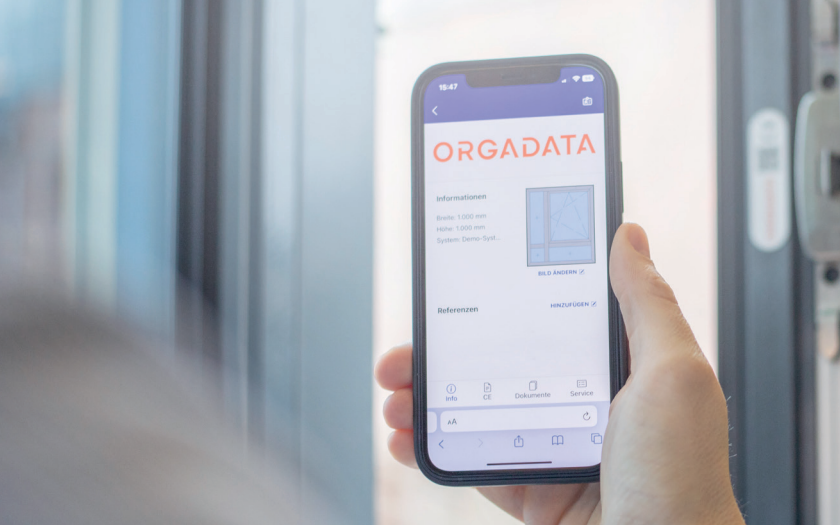 15:47
ORGADATA
Informationen
Breite: 1.000 mm
Höhe: 1.000 mm
System: Demo-Syst...
BILD ÄNDERN
Referenzen
HINZUFÜGEN
Info
CE
Dokumente
Service
AA